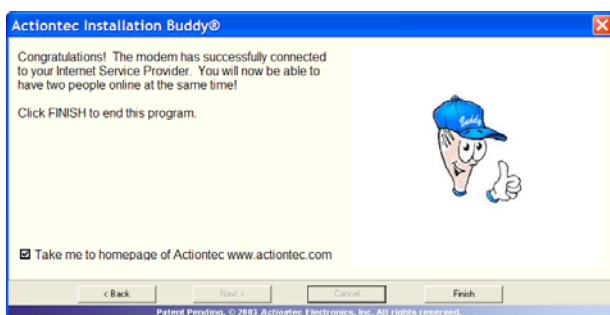 Actiontec Installation Buddy®
Congratulations! The modem has successfully connected
to your Internet Service Provider. You will now be able to
have two people online at the same time!
Click FINISH to end this program.
Buddy
Take me to homepage of Actiontec www.actiontec.com
< Back
Next >
Cancel
Finish
Patent Pending, © 2003 Actiontec Electronics, Inc. All rights reserved.